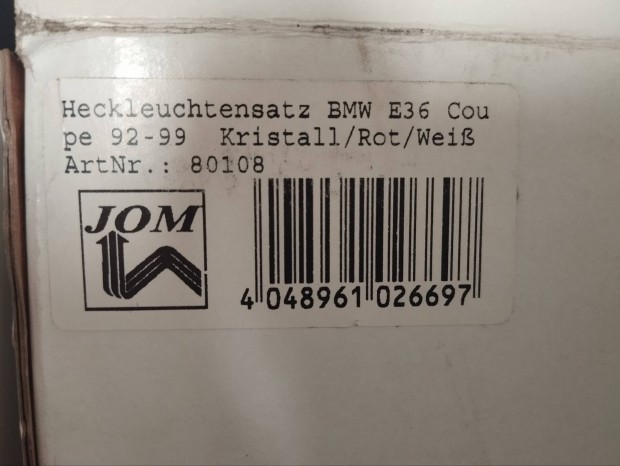 Heckleuchtensatz BMW E36 Cou
pe 92-99 Kristall/Rot/Weiß
ArtNr.: 80108
JOM
4 048961 026697